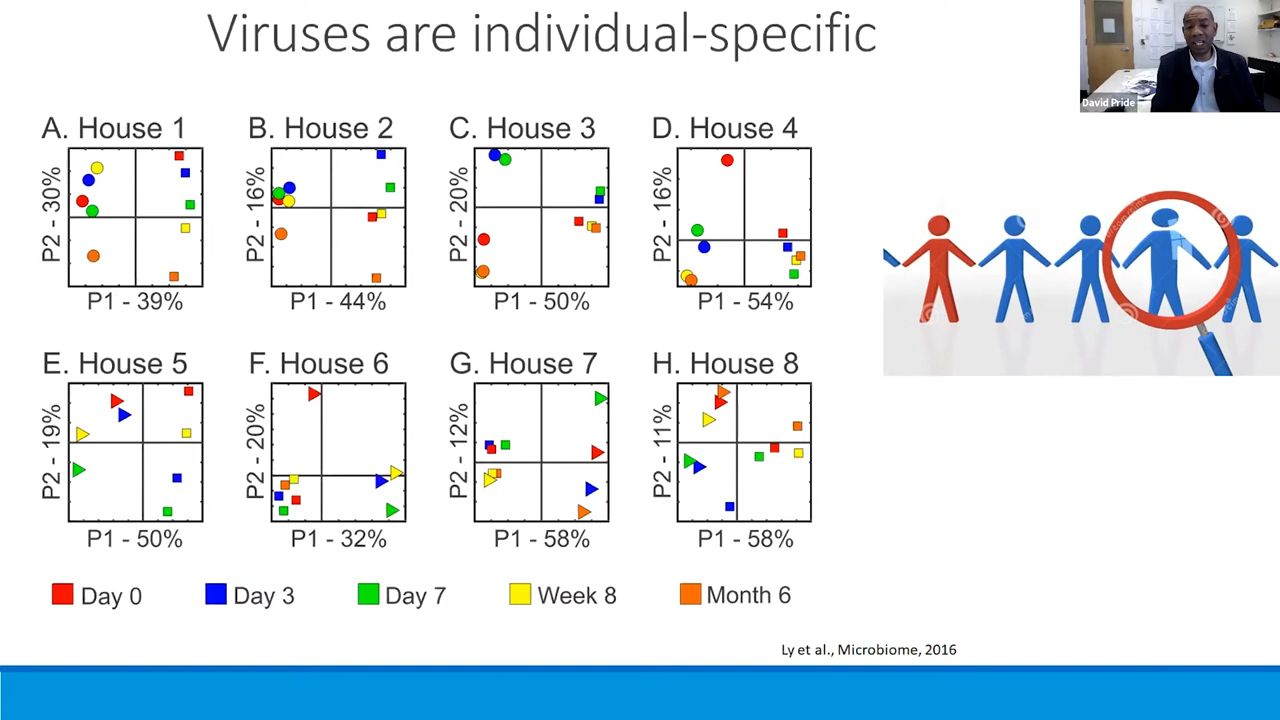 Viruses are individual-specific
David Pride
A. House 1
B. House 2
C. House 3
D. House 4
P2 - 30%
P2 - 16%
P2 - 20%
P2 - 16%
P1 - 39%
P1 - 44%
P1 - 50%
P1 - 54%
E. House 5
F. House 6
G. House 7
H. House 8
P2 - 19%
P2 - 20%
P2 - 12%
P2 - 11%
P1 - 50%
P1 - 32%
P1 - 58%
P1 - 58%
Day 0
Day 3
Day 7
Week 8
Month 6
Ly et al., Microbiome, 2016